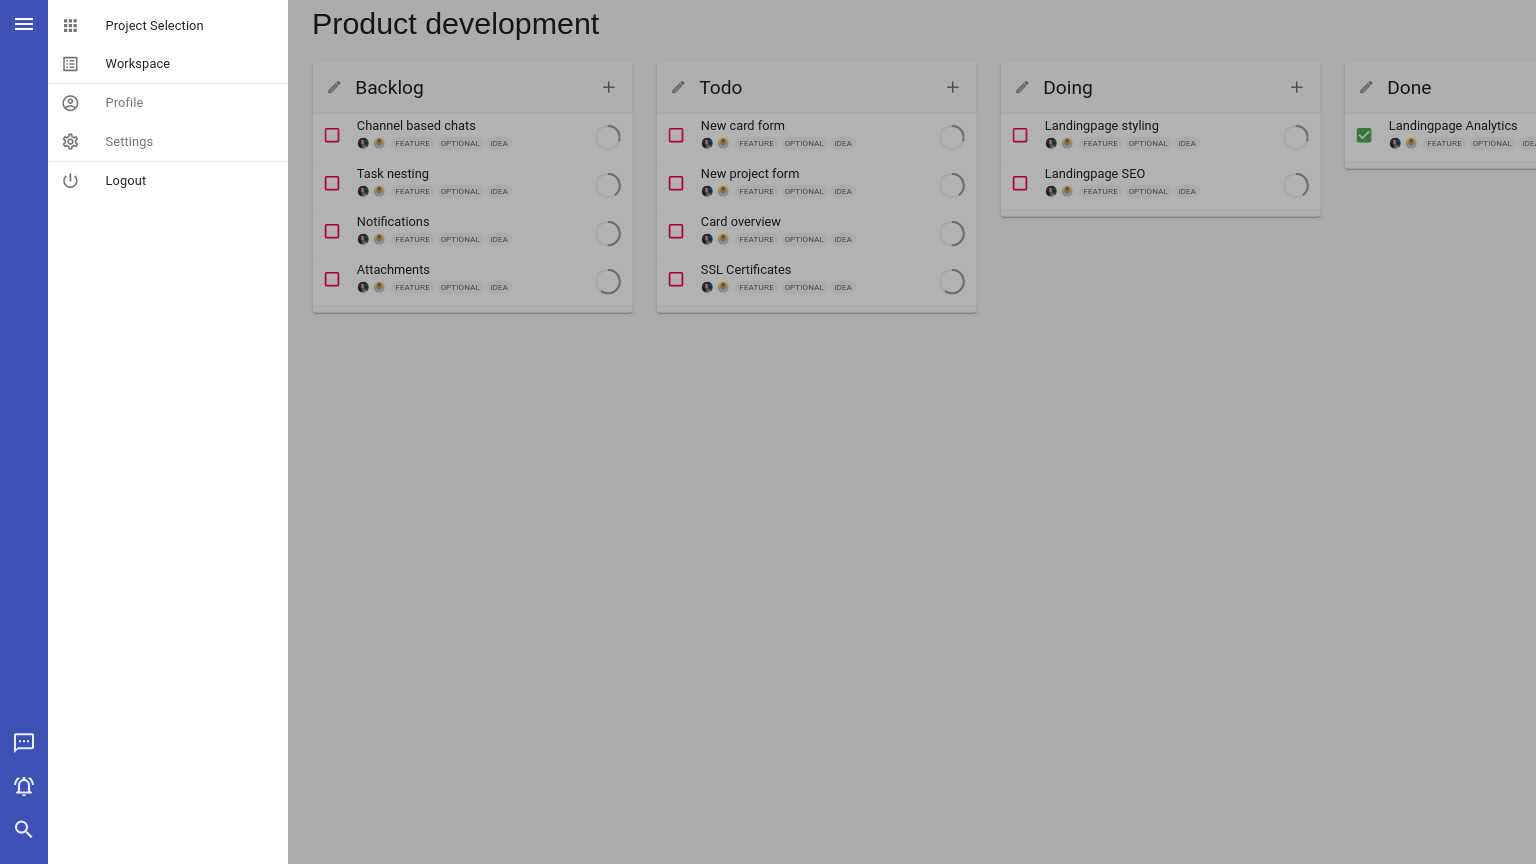 Project Selection
Workspace
Profile
Settings
Logout
Product development
Backlog
Channel based chats
FEATURE OPTIONAL IDEA
Task nesting
FEATURE OPTIONAL IDEA
Notifications
FEATURE OPTIONAL IDEA
Attachments
FEATURE OPTIONAL IDEA
Todo
New card form
FEATURE OPTIONAL IDEA
New project form
FEATURE OPTIONAL IDEA
Card overview
FEATURE OPTIONAL IDEA
SSL Certificates
FEATURE OPTIONAL IDEA
Doing
Landingpage styling
FEATURE OPTIONAL IDEA
Landingpage SEO
FEATURE OPTIONAL IDEA
Done
Landingpage Analytics
FEATURE OPTIONAL